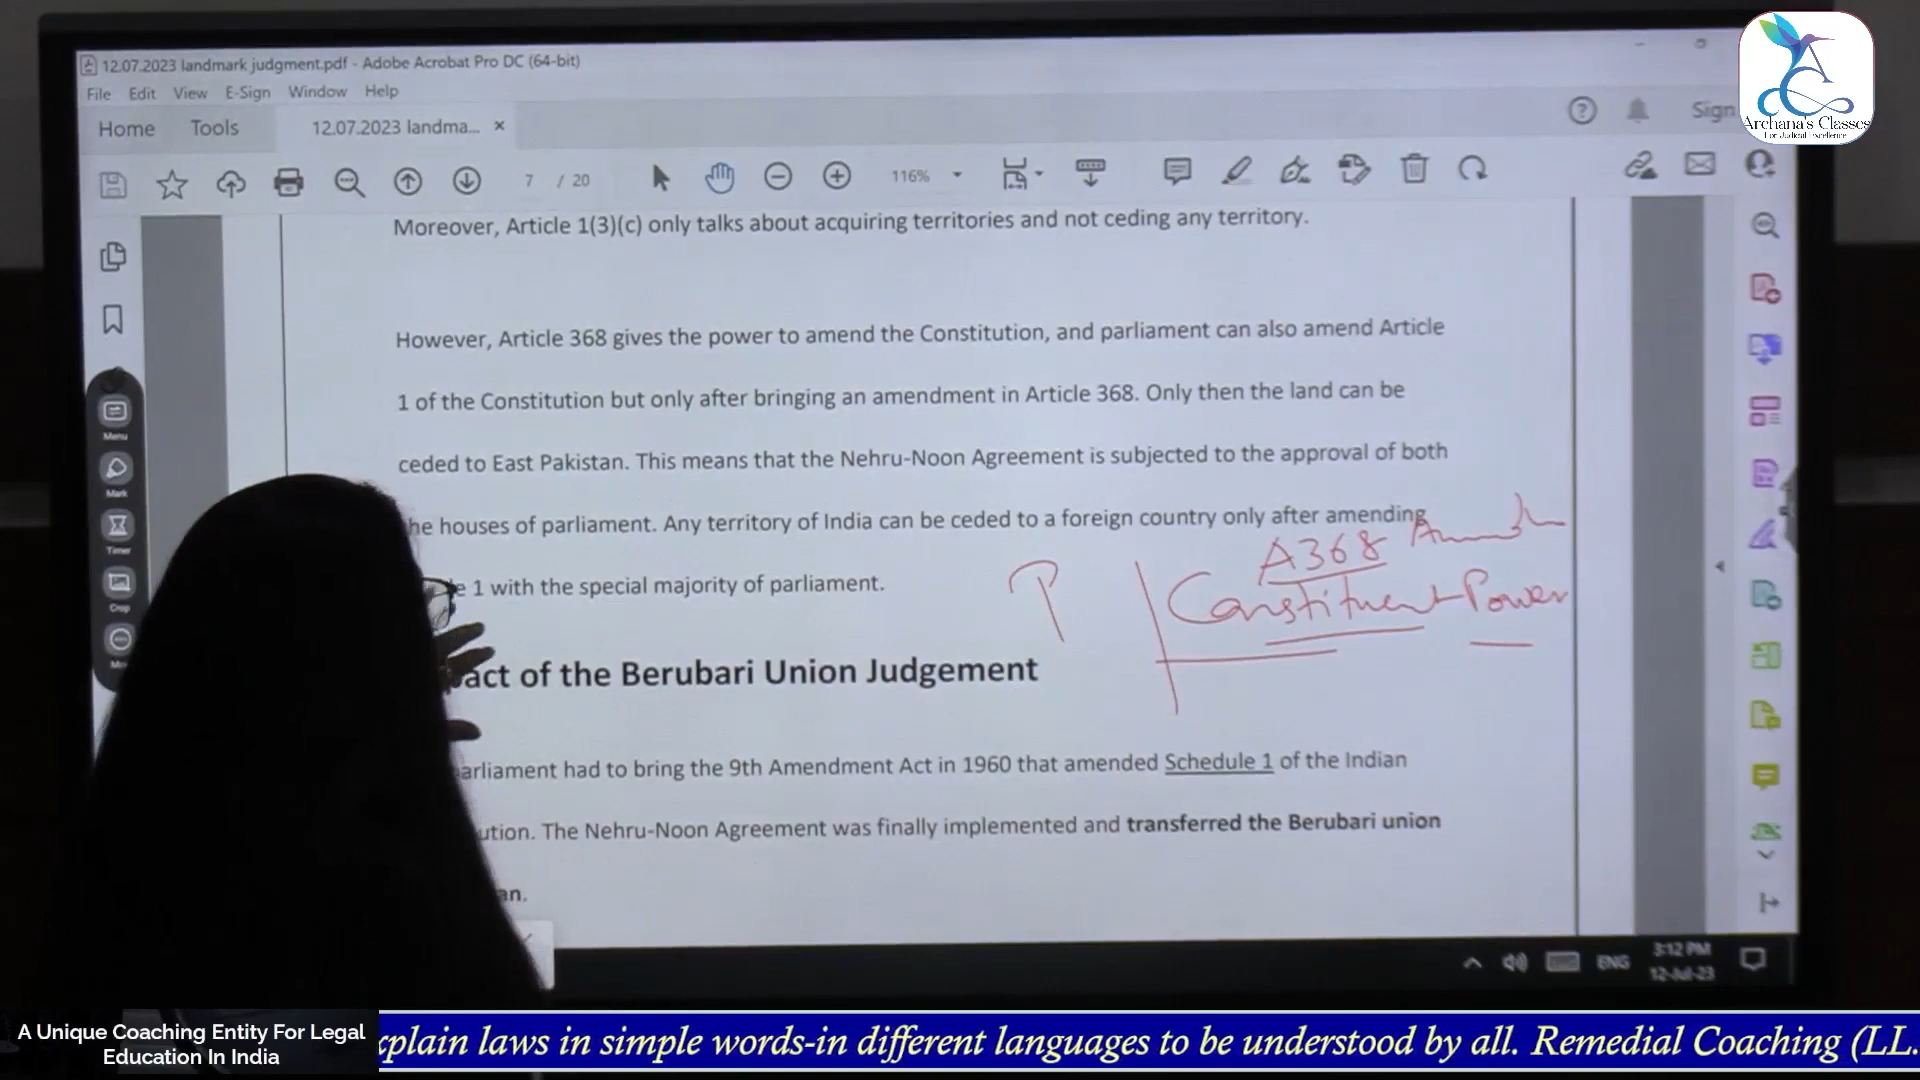 12.07.2023 landmark judgment.pdf - Adobe Acrobat Pro DC (64-bit)
File Edit View E-Sign Window Help
Home Tools 12.07.2023 landma... ×
Sign
Archana's Classes
For Judicial Excellence
7 / 20 116%
Moreover, Article 1(3)(c) only talks about acquiring territories and not ceding any territory.
However, Article 368 gives the power to amend the Constitution, and parliament can also amend Article
1 of the Constitution but only after bringing an amendment in Article 368. Only then the land can be
ceded to East Pakistan. This means that the Nehru-Noon Agreement is subjected to the approval of both
he houses of parliament. Any territory of India can be ceded to a foreign country only after amending
e 1 with the special majority of parliament.
A368
Constituent Power
act of the Berubari Union Judgement
arliament had to bring the 9th Amendment Act in 1960 that amended Schedule 1 of the Indian
ution. The Nehru-Noon Agreement was finally implemented and transferred the Berubari union
an.
Menu
Mark
Timer
Crop
ENG
3:12 PM
12-Jul-23
A Unique Coaching Entity For Legal
Education In India
xplain laws in simple words-in different languages to be understood by all. Remedial Coaching (LL.